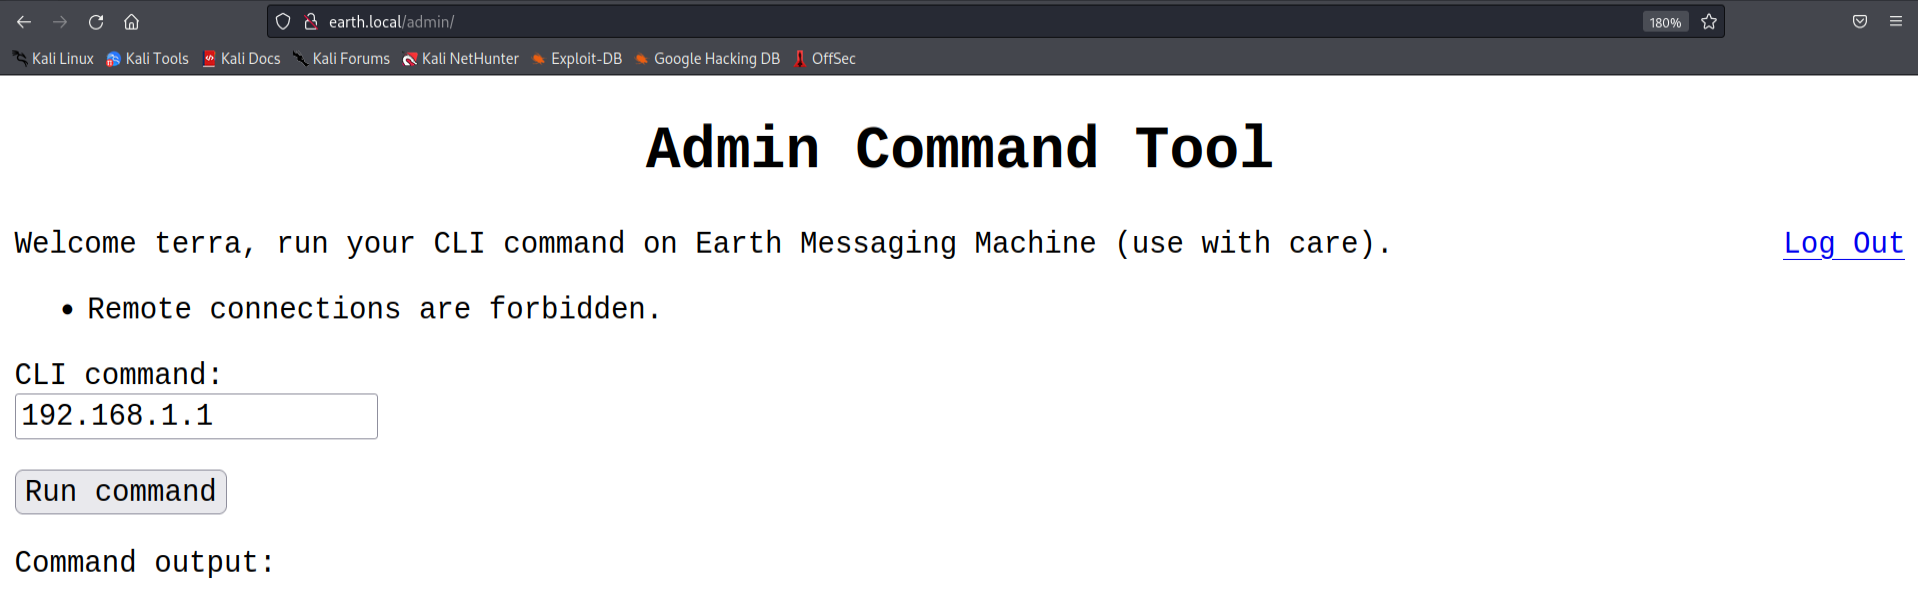 earth.local/admin/
180%
Kali Linux Kali Tools Kali Docs Kali Forums Kali NetHunter Exploit-DB Google Hacking DB OffSec
Admin Command Tool
Welcome terra, run your CLI command on Earth Messaging Machine (use with care). Log Out
• Remote connections are forbidden.
CLI command:
192.168.1.1
Run command
Command output: